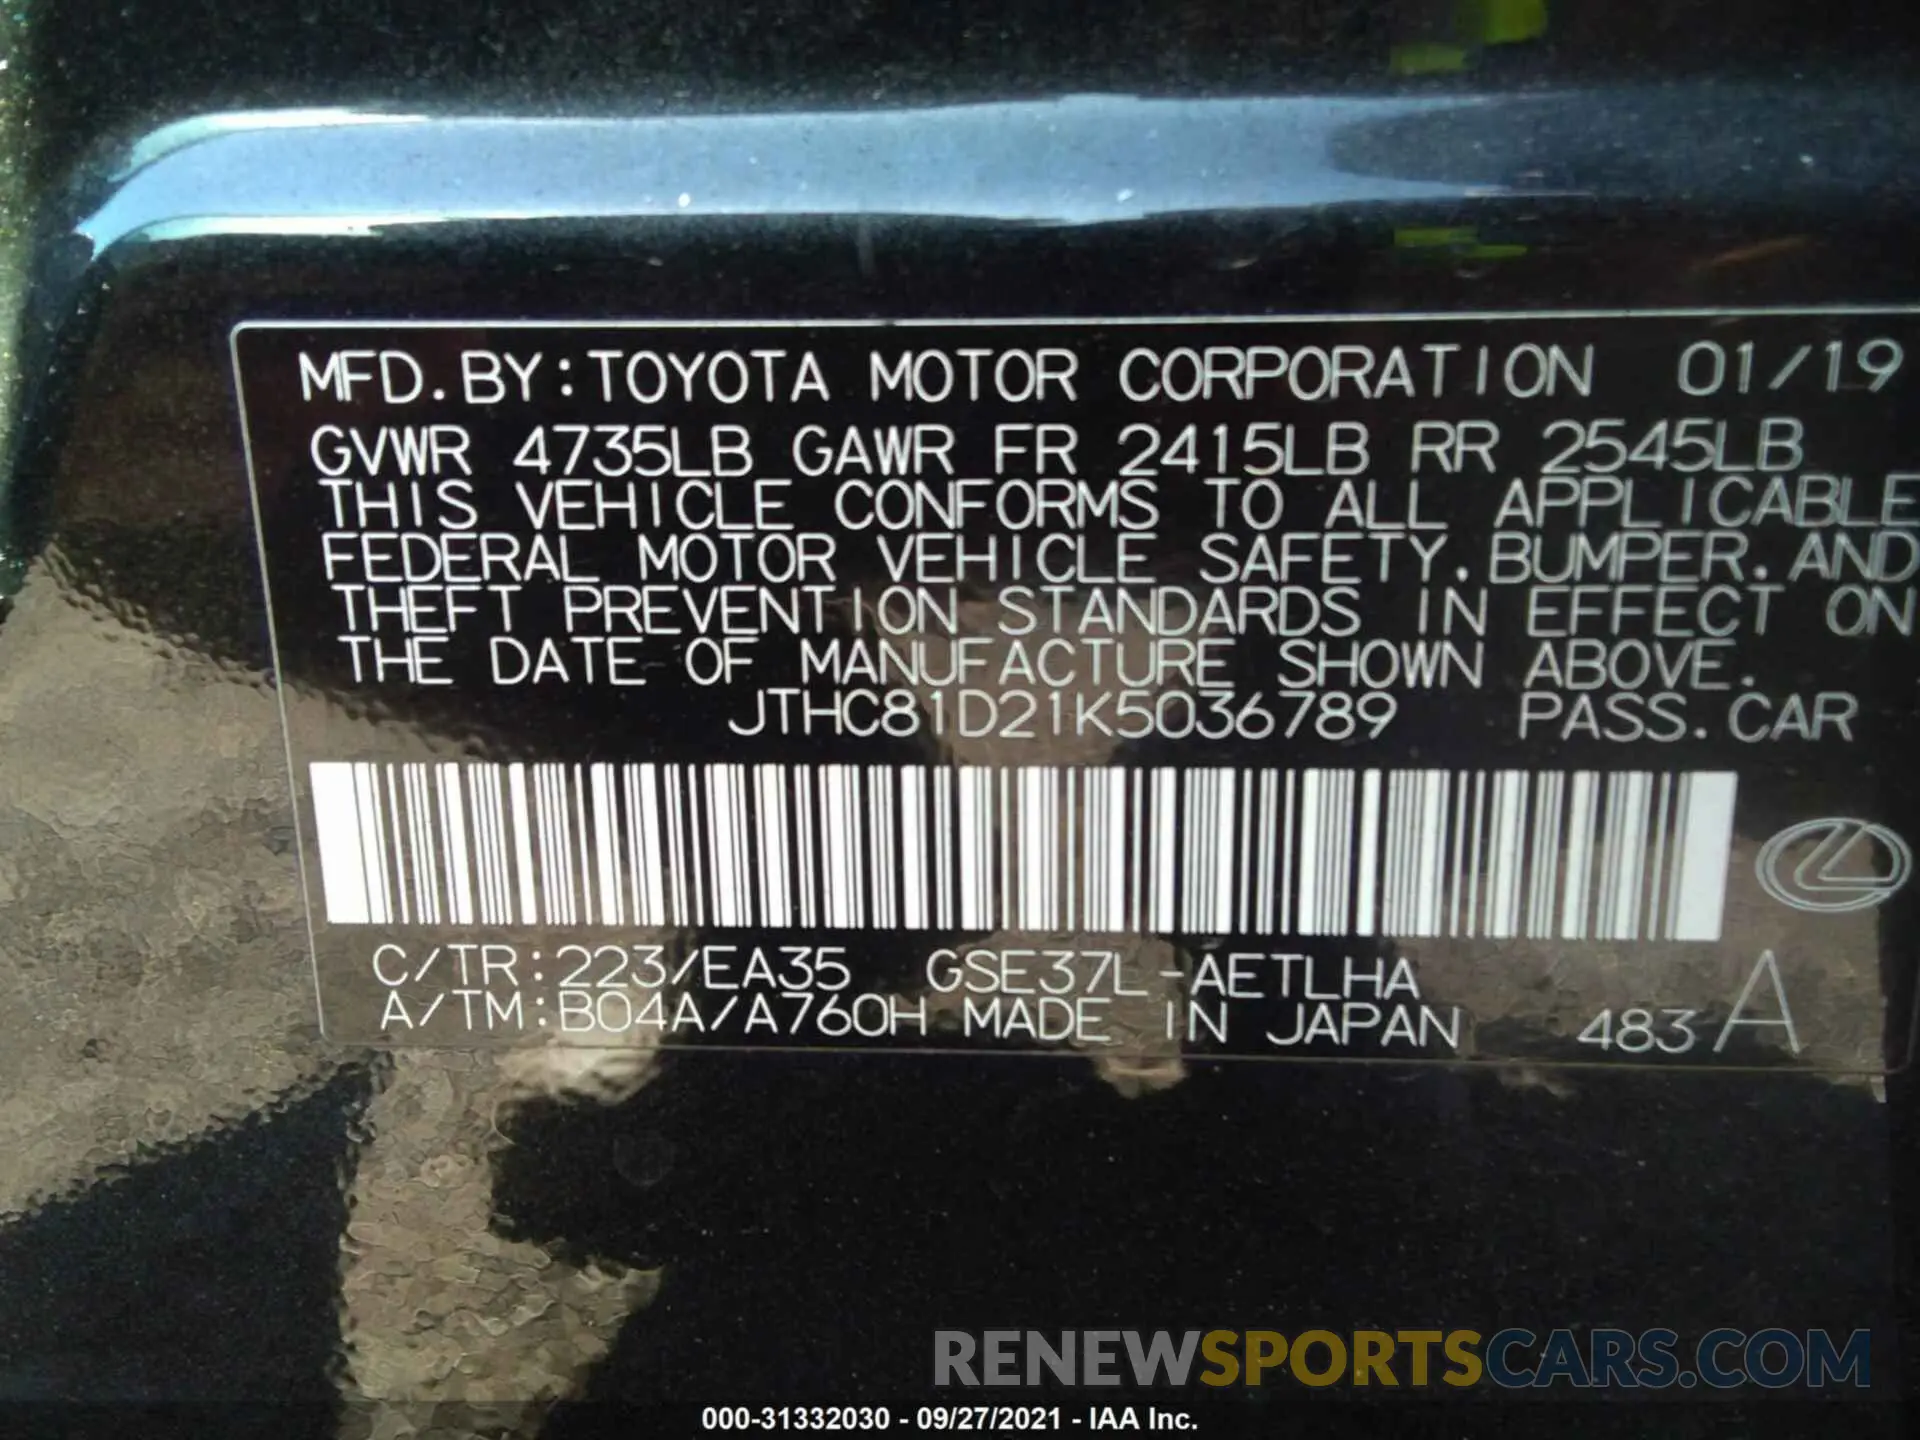 MFD. BY: TOYOTA MOTOR CORPORATION 01/19
GVWR 4735LB GAWR FR 2415LB RR 2545LB
THIS VEHICLE CONFORMS TO ALL APPLICABLE
FEDERAL MOTOR VEHICLE SAFETY. BUMPER. AND
THEFT PREVENTION STANDARDS IN EFFECT ON
THE DATE OF MANUFACTURE SHOWN ABOVE.
JTHC81D21K5036789 PASS. CAR
C/TR: 223/EA35 GSE37L-AETLHA
A/TM: B04A/A760H MADE IN JAPAN 483 A
RENEWSPORTSCARS.COM
000-31332030 - 09/27/2021 - IAA Inc.